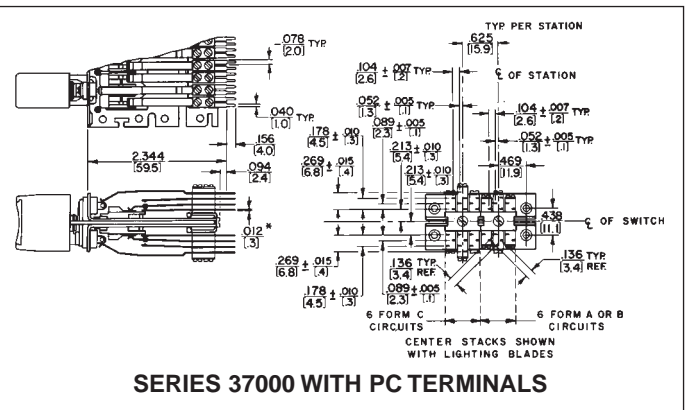 TYP PER STATION
.625
[15.9]
.078 TYP.
[2.0]
.104 ± .007 TYP.
[2.6] [.2]
℄ OF STATION
.052 ± .005 TYP.
[1.3] [.1]
.104 ± .007 TYP.
[2.6] [.2]
.040 TYP.
[1.0]
.089 ± .005
[2.3] [.1]
.052 ± .005 TYP.
[1.3] [.1]
.156
[4.0]
.178 ± .010
[4.5] [.3]
.213 ± .010
[5.4] [.3]
.469
[11.9]
2.344
[59.5]
.094
[2.4]
.269 ± .015
[6.8] [.4]
.213 ± .010
[5.4] [.3]
.438
[11.1]
℄ OF SWITCH
.012 *
[.3]
.269 ± .015
[6.8] [.4]
.136 TYP.
[3.4] REF.
.136 TYP.
[3.4] REF.
.178 ± .010
[4.5] [.3]
.089 ± .005
[2.3] [.1]
6 FORM C
CIRCUITS
6 FORM A OR B
CIRCUITS
CENTER STACKS SHOWN
WITH LIGHTING BLADES
SERIES 37000 WITH PC TERMINALS